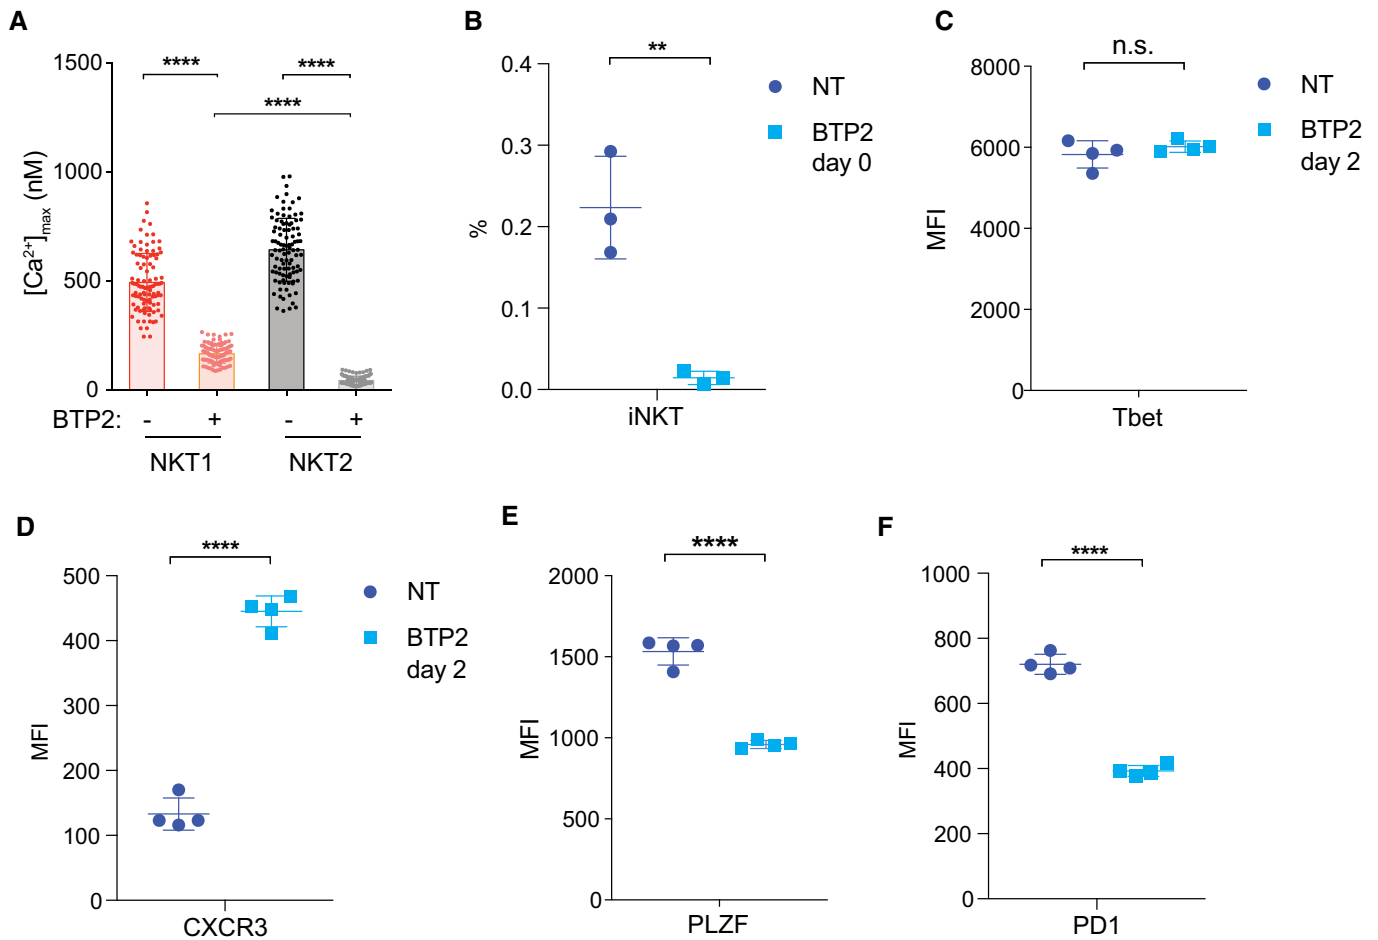 A
1500
1000
500
0
[Ca²⁺]max (nM)
****
****
****
BTP2: - + - +
NKT1 NKT2
B
0.4
0.3
0.2
0.1
0.0
%
**
NT
BTP2
day 0
iNKT
C
8000
6000
4000
2000
0
MFI
n.s.
NT
BTP2
day 2
Tbet
D
500
400
300
200
100
0
MFI
****
NT
BTP2
day 2
CXCR3
E
2000
1500
1000
500
0
MFI
****
PLZF
F
1000
800
600
400
200
0
MFI
****
PD1